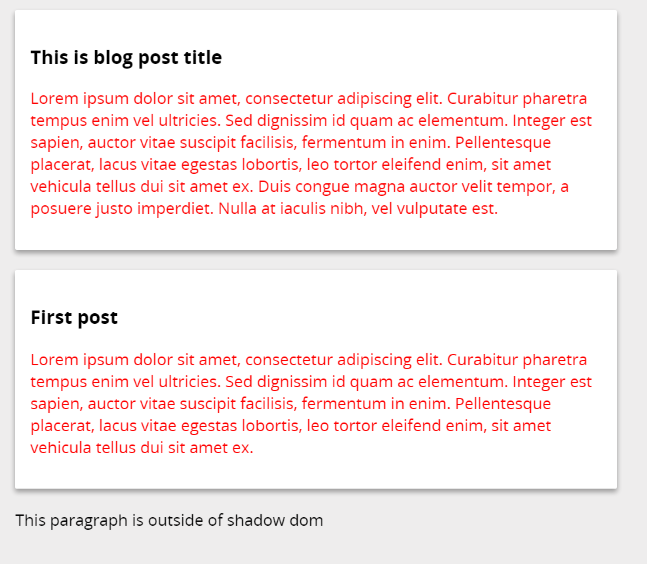 This is blog post title
Lorem ipsum dolor sit amet, consectetur adipiscing elit. Curabitur pharetra
tempus enim vel ultricies. Sed dignissim id quam ac elementum. Integer est
sapien, auctor vitae suscipit facilisis, fermentum in enim. Pellentesque
placerat, lacus vitae egestas lobortis, leo tortor eleifend enim, sit amet
vehicula tellus dui sit amet ex. Duis congue magna auctor velit tempor, a
posuere justo imperdiet. Nulla at iaculis nibh, vel vulputate est.
First post
Lorem ipsum dolor sit amet, consectetur adipiscing elit. Curabitur pharetra
tempus enim vel ultricies. Sed dignissim id quam ac elementum. Integer est
sapien, auctor vitae suscipit facilisis, fermentum in enim. Pellentesque
placerat, lacus vitae egestas lobortis, leo tortor eleifend enim, sit amet
vehicula tellus dui sit amet ex.
This paragraph is outside of shadow dom